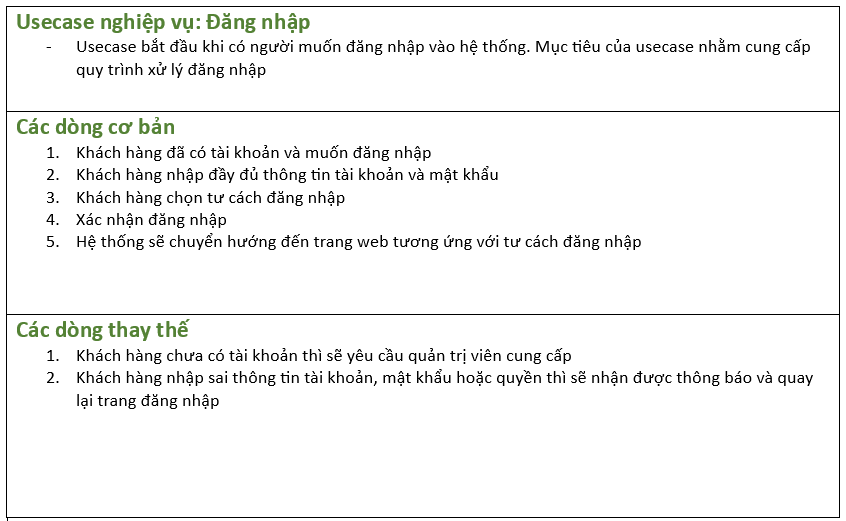 Usecase nghiệp vụ: Đăng nhập
- Usecase bắt đầu khi có người muốn đăng nhập vào hệ thống. Mục tiêu của usecase nhằm cung cấp
quy trình xử lý đăng nhập
Các dòng cơ bản
1. Khách hàng đã có tài khoản và muốn đăng nhập
2. Khách hàng nhập đầy đủ thông tin tài khoản và mật khẩu
3. Khách hàng chọn tư cách đăng nhập
4. Xác nhận đăng nhập
5. Hệ thống sẽ chuyển hướng đến trang web tương ứng với tư cách đăng nhập
Các dòng thay thế
1. Khách hàng chưa có tài khoản thì sẽ yêu cầu quản trị viên cung cấp
2. Khách hàng nhập sai thông tin tài khoản, mật khẩu hoặc quyền thì sẽ nhận được thông báo và quay
lại trang đăng nhập